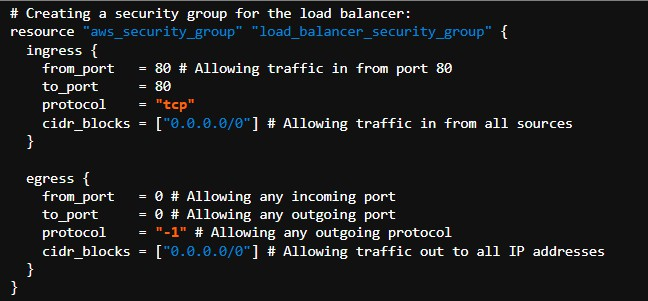 # Creating a security group for the load balancer:
resource "aws_security_group" "load_balancer_security_group" {
  ingress {
    from_port   = 80 # Allowing traffic in from port 80
    to_port     = 80
    protocol    = "tcp"
    cidr_blocks = ["0.0.0.0/0"] # Allowing traffic in from all sources
  }

  egress {
    from_port   = 0 # Allowing any incoming port
    to_port     = 0 # Allowing any outgoing port
    protocol    = "-1" # Allowing any outgoing protocol
    cidr_blocks = ["0.0.0.0/0"] # Allowing traffic out to all IP addresses
  }
}